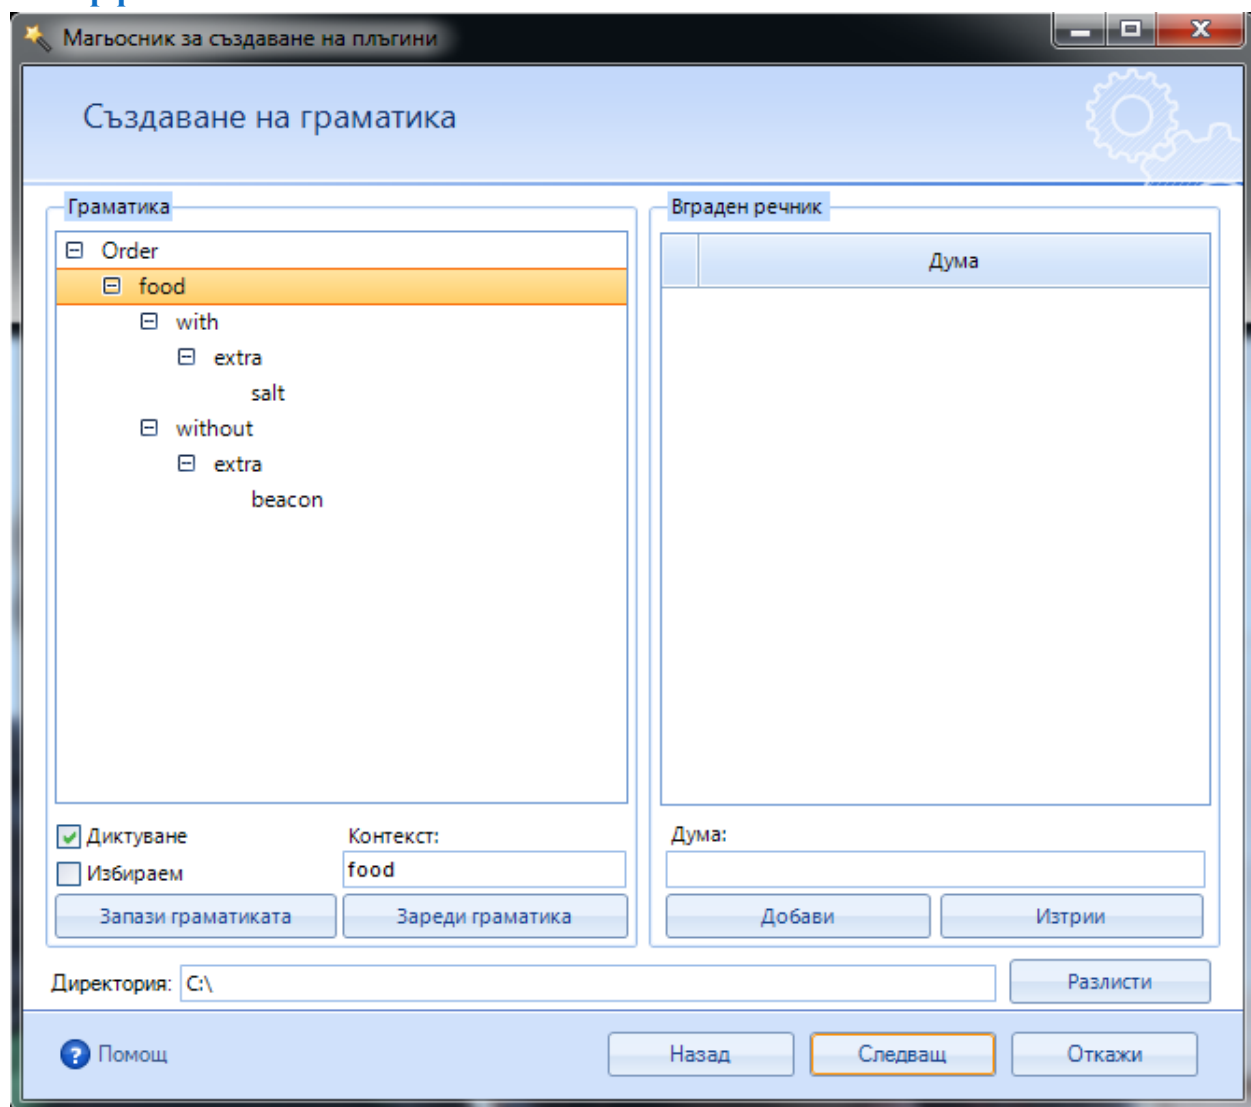 Магьосник за създаване на плъгини
Създаване на граматика
Граматика
Order
food
with
extra
salt
without
extra
beacon
Диктуване
Контекст:
Избираем
food
Запази граматиката
Зареди граматика
Вграден речник
Дума
Дума:
Добави
Изтрии
Директория: C:\
Разлисти
Помощ
Назад
Следващ
Откажи